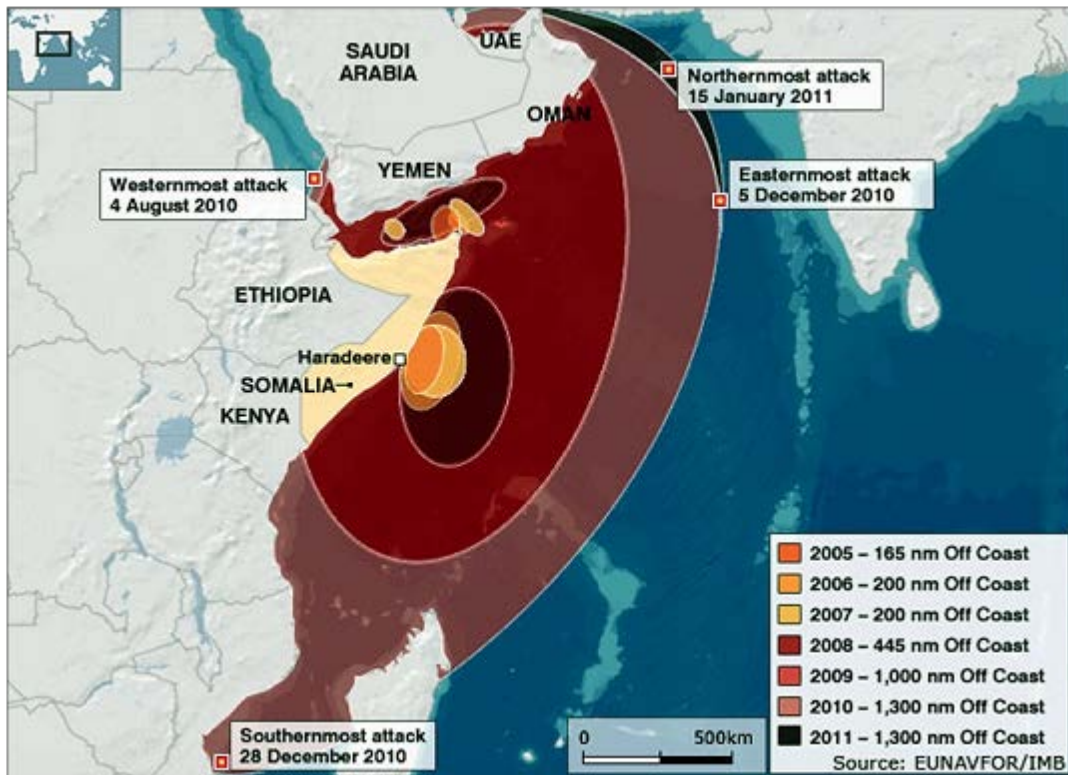 SAUDI
ARABIA
UAE
OMAN
YEMEN
Northernmost attack
15 January 2011
Westernmost attack
4 August 2010
Easternmost attack
5 December 2010
ETHIOPIA
Haradeere
SOMALIA
KENYA
Southernmost attack
28 December 2010
0 500km
2005 – 165 nm Off Coast
2006 – 200 nm Off Coast
2007 – 200 nm Off Coast
2008 – 445 nm Off Coast
2009 – 1,000 nm Off Coast
2010 – 1,300 nm Off Coast
2011 – 1,300 nm Off Coast
Source: EUNAVFOR/IMB